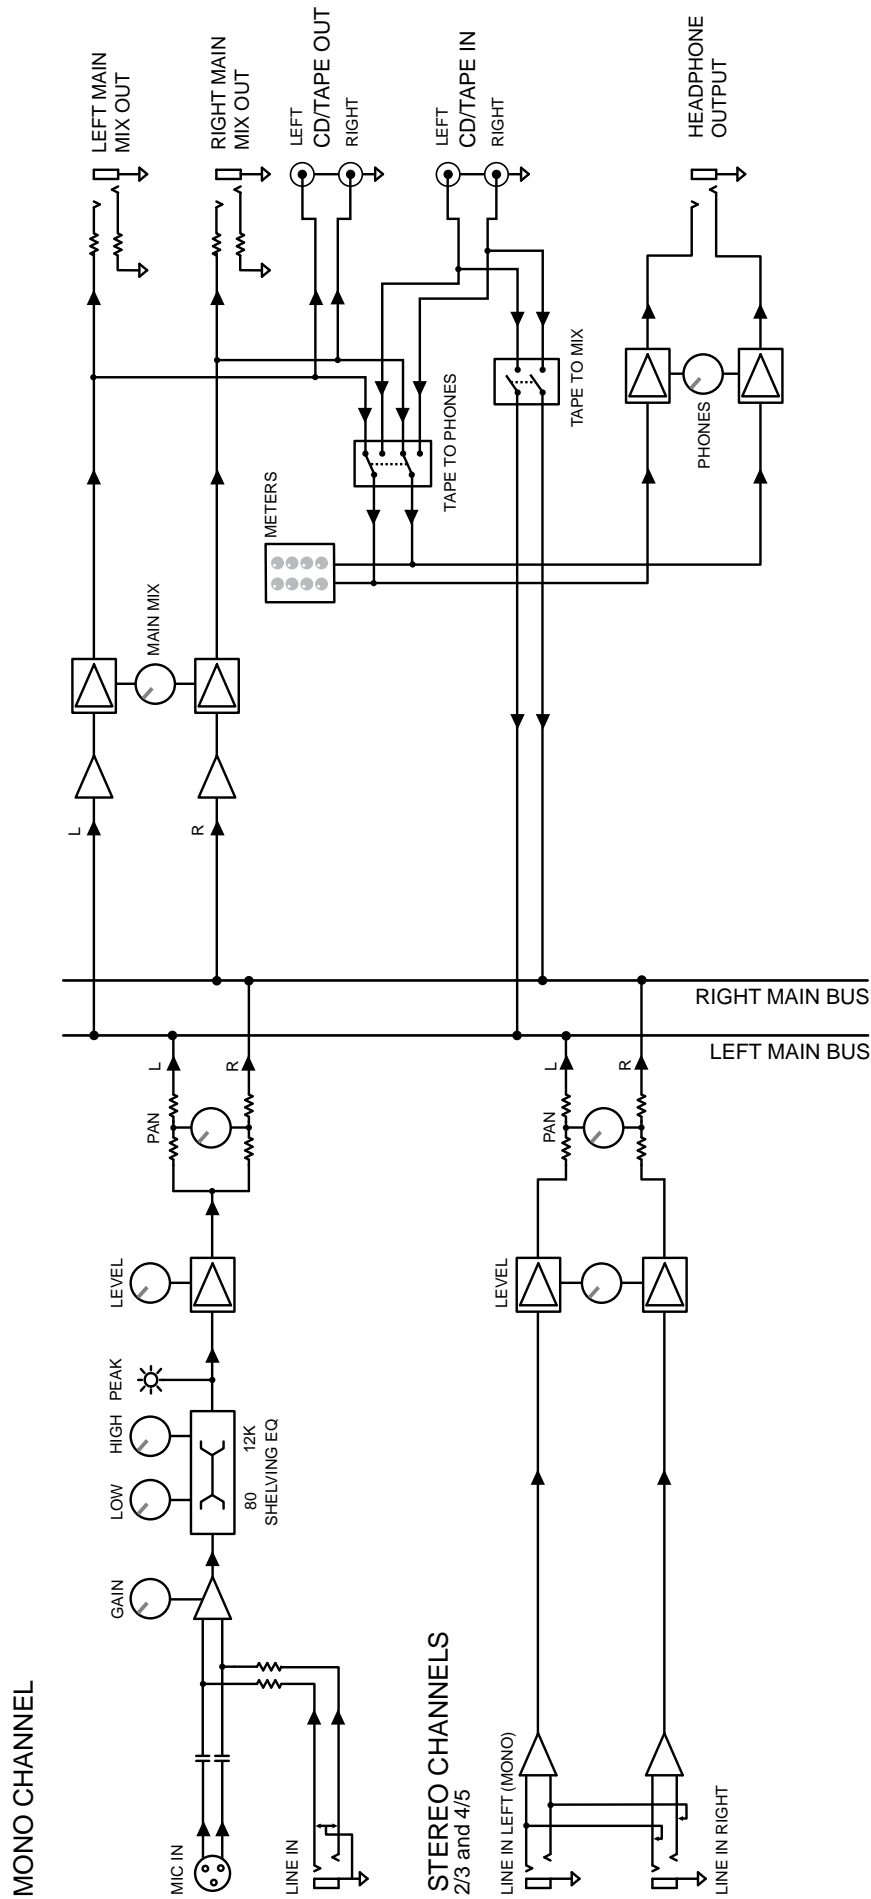 MONO CHANNEL
MIC IN
LINE IN
GAIN
LOW
HIGH
PEAK
80
12K
SHELVING EQ
LEVEL
PAN
L
R
STEREO CHANNELS
2/3 and 4/5
LINE IN LEFT (MONO)
LINE IN RIGHT
LEVEL
PAN
L
R
LEFT MAIN BUS
RIGHT MAIN BUS
L
R
MAIN MIX
METERS
TAPE TO PHONES
TAPE TO MIX
PHONES
LEFT MAIN
MIX OUT
RIGHT MAIN
MIX OUT
LEFT
CD/TAPE OUT
RIGHT
LEFT
CD/TAPE IN
RIGHT
HEADPHONE
OUTPUT